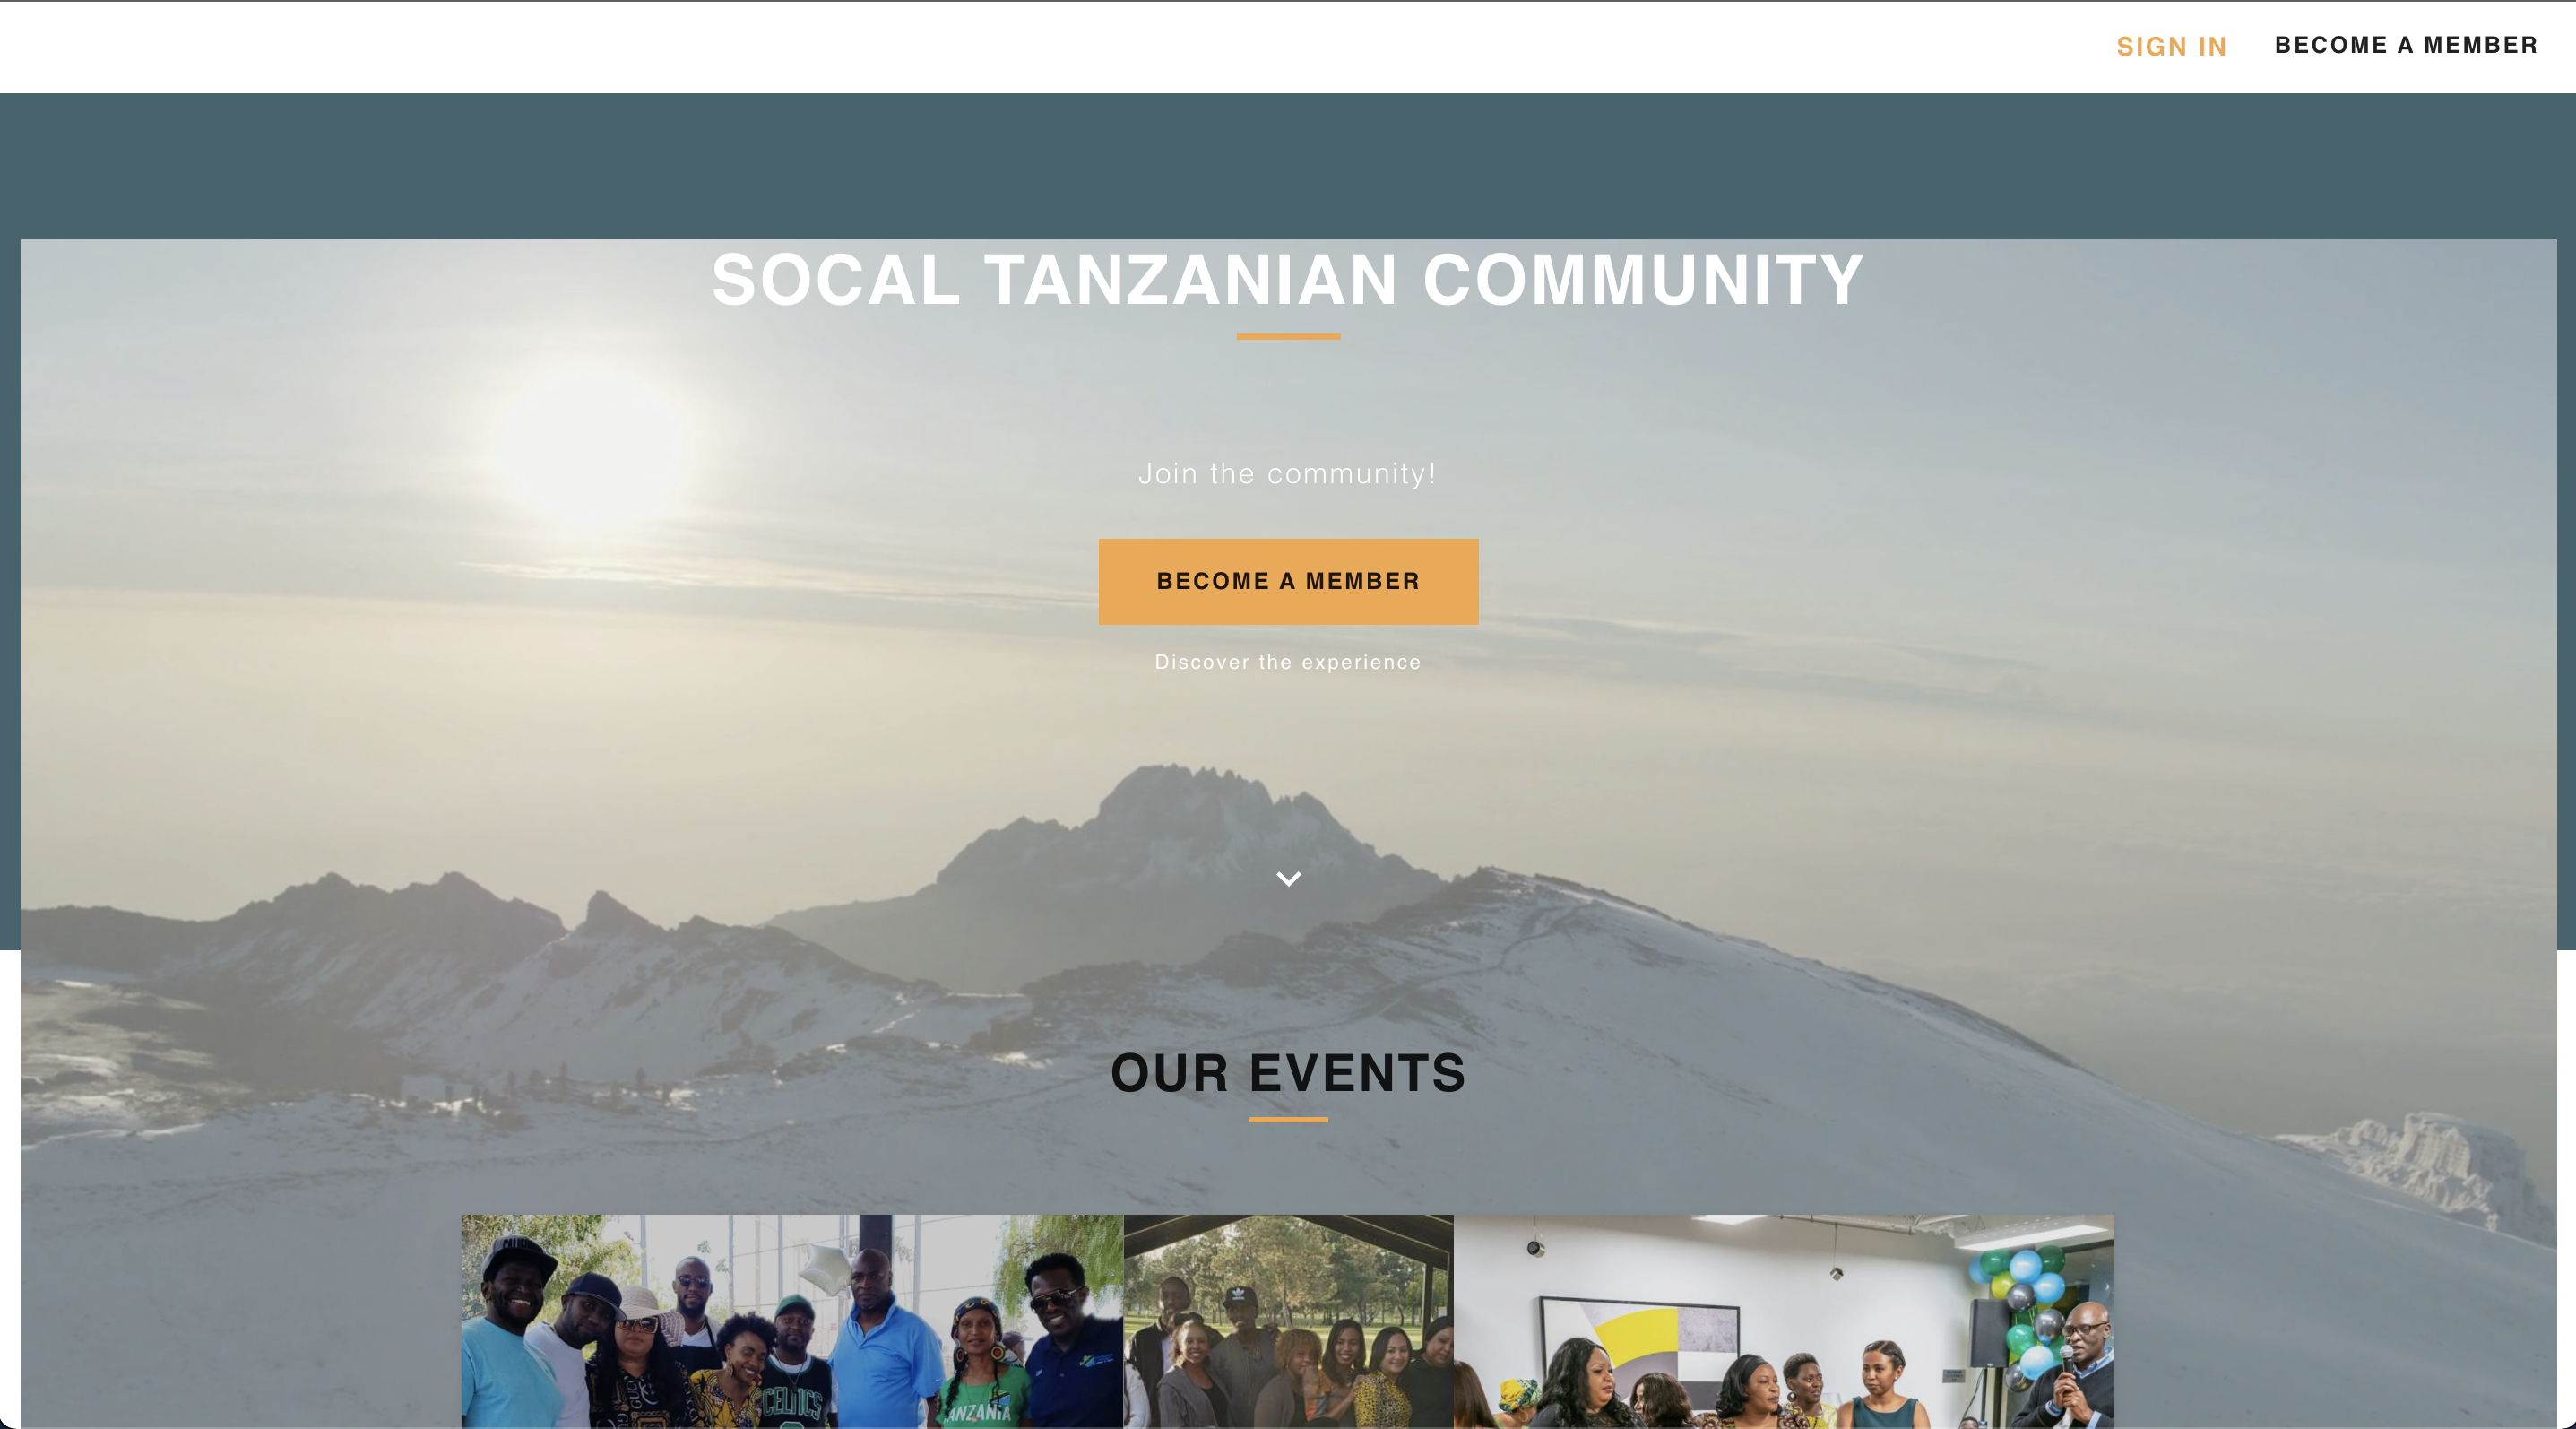 SIGN IN BECOME A MEMBER
SOCAL TANZANIAN COMMUNITY
Join the community!
BECOME A MEMBER
Discover the experience
OUR EVENTS
CELTICS
TANZANIA